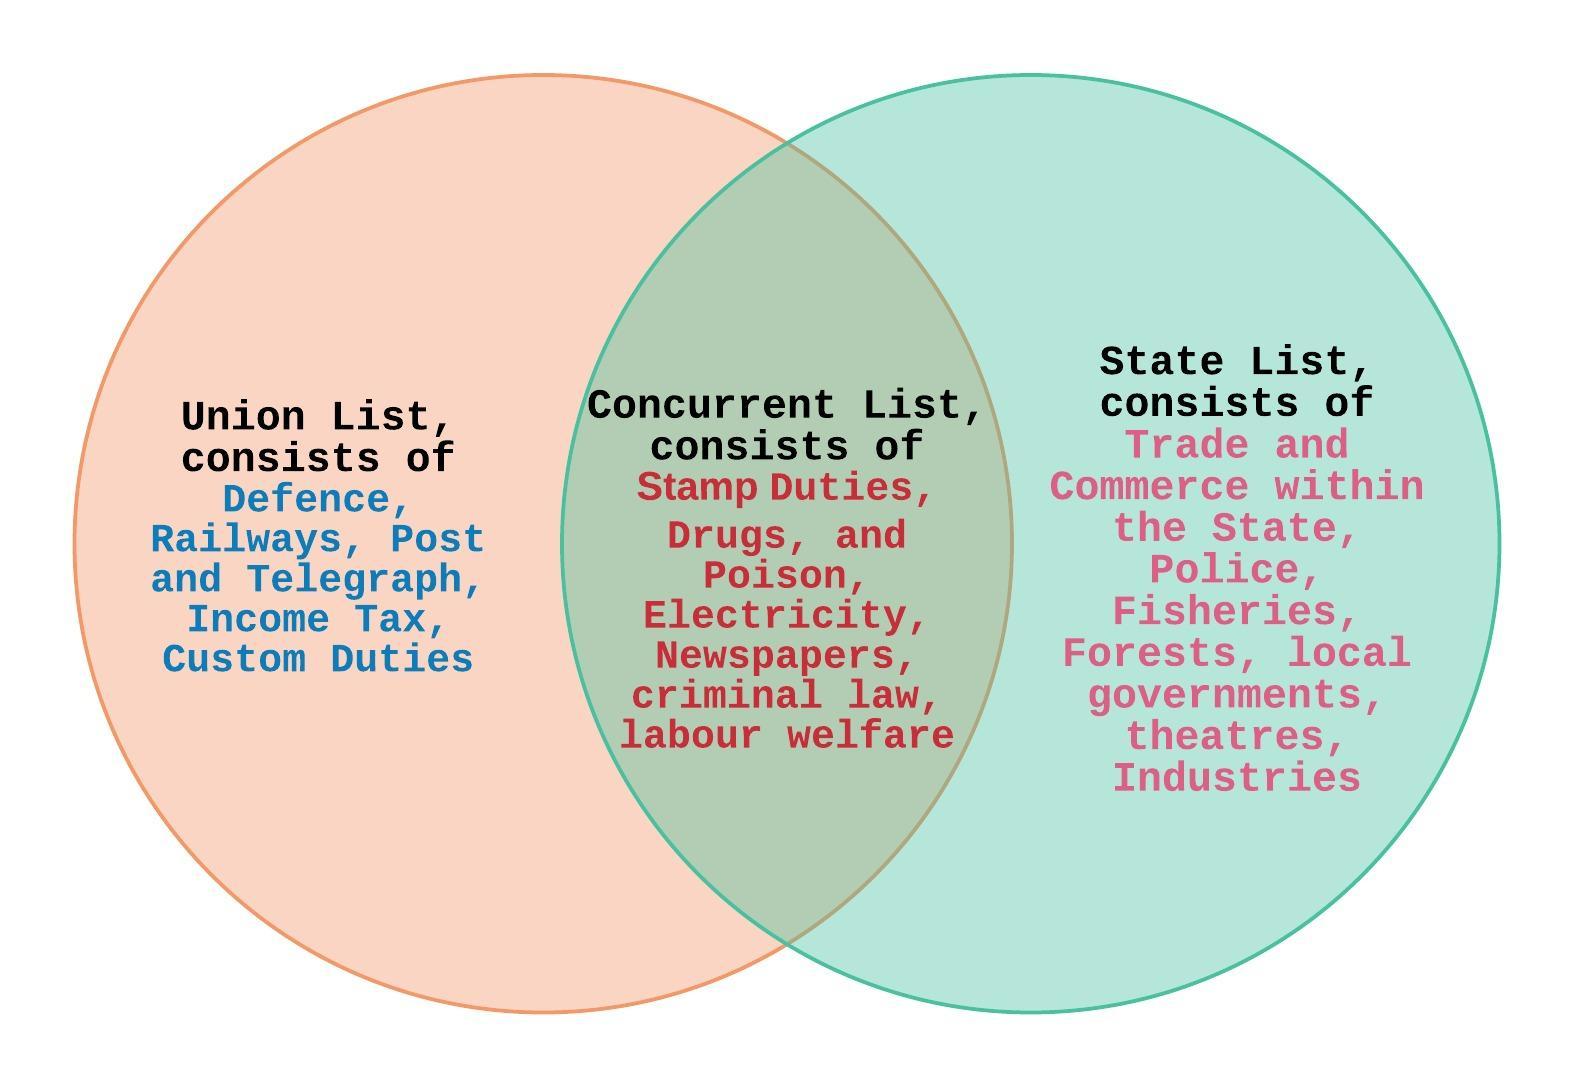 Union List,
consists of
Defence,
Railways, Post
and Telegraph,
Income Tax,
Custom Duties
Concurrent List,
consists of
Stamp Duties,
Drugs, and
Poison,
Electricity,
Newspapers,
criminal law,
labour welfare
State List,
consists of
Trade and
Commerce within
the State,
Police,
Fisheries,
Forests, local
governments,
theatres,
Industries